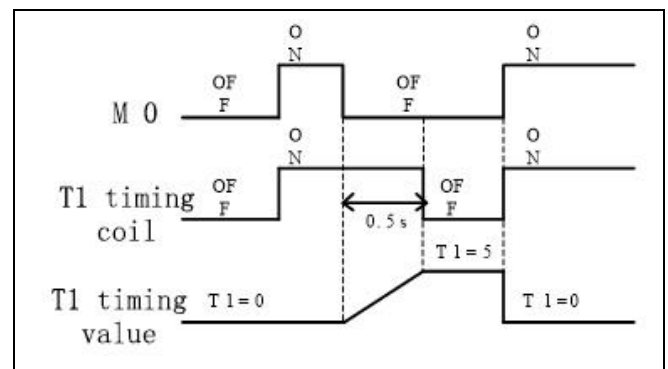 O
N
O
N
OF
F
OF
F
M 0
O
N
O
N
OF
F
OF
F
T1 timing
coil
0.5s
T1=5
T1 timing
value
T1=0
T1=0